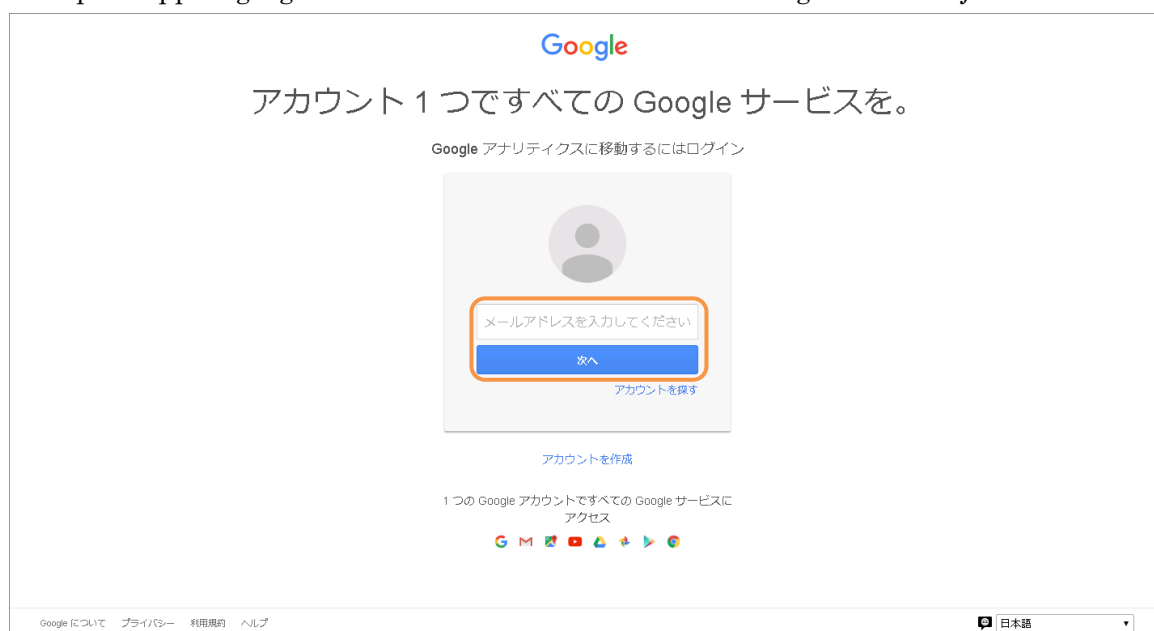 Google
アカウント 1 つですべての Google サービスを。
Google アナリティクスに移動するにはログイン
メールアドレスを入力してください
次へ
アカウントを探す
アカウントを作成
1 つの Google アカウントですべての Google サービスに
アクセス
Google について プライバシー 利用規約 ヘルプ 日本語